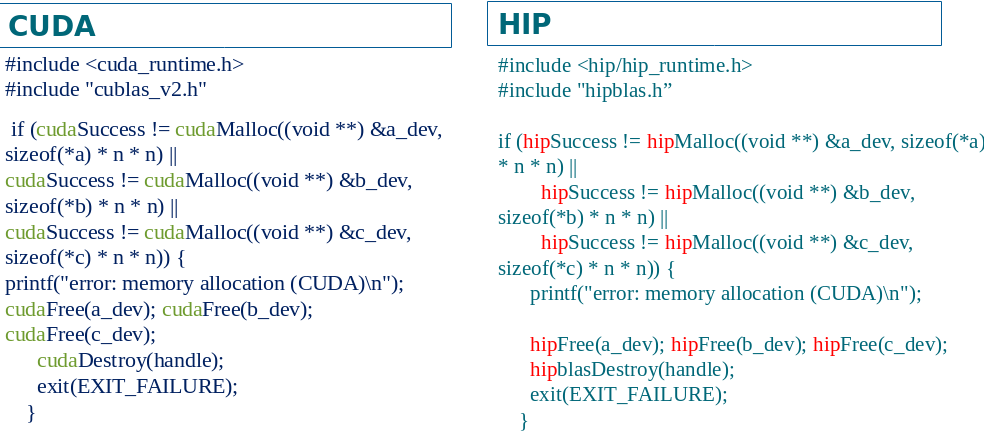 CUDA
#include <cuda_runtime.h>
#include "cublas_v2.h"
if (cudaSuccess != cudaMalloc((void **) &a_dev,
sizeof(*a) * n * n) ||
cudaSuccess != cudaMalloc((void **) &b_dev,
sizeof(*b) * n * n) ||
cudaSuccess != cudaMalloc((void **) &c_dev,
sizeof(*c) * n * n)) {
printf("error: memory allocation (CUDA)\n");
cudaFree(a_dev); cudaFree(b_dev);
cudaFree(c_dev);
cudaDestroy(handle);
exit(EXIT_FAILURE);
}
HIP
#include <hip/hip_runtime.h>
#include "hipblas.h”
if (hipSuccess != hipMalloc((void **) &a_dev, sizeof(*a)
* n * n) ||
hipSuccess != hipMalloc((void **) &b_dev,
sizeof(*b) * n * n) ||
hipSuccess != hipMalloc((void **) &c_dev,
sizeof(*c) * n * n)) {
printf("error: memory allocation (CUDA)\n");
hipFree(a_dev); hipFree(b_dev); hipFree(c_dev);
hipblasDestroy(handle);
exit(EXIT_FAILURE);
}